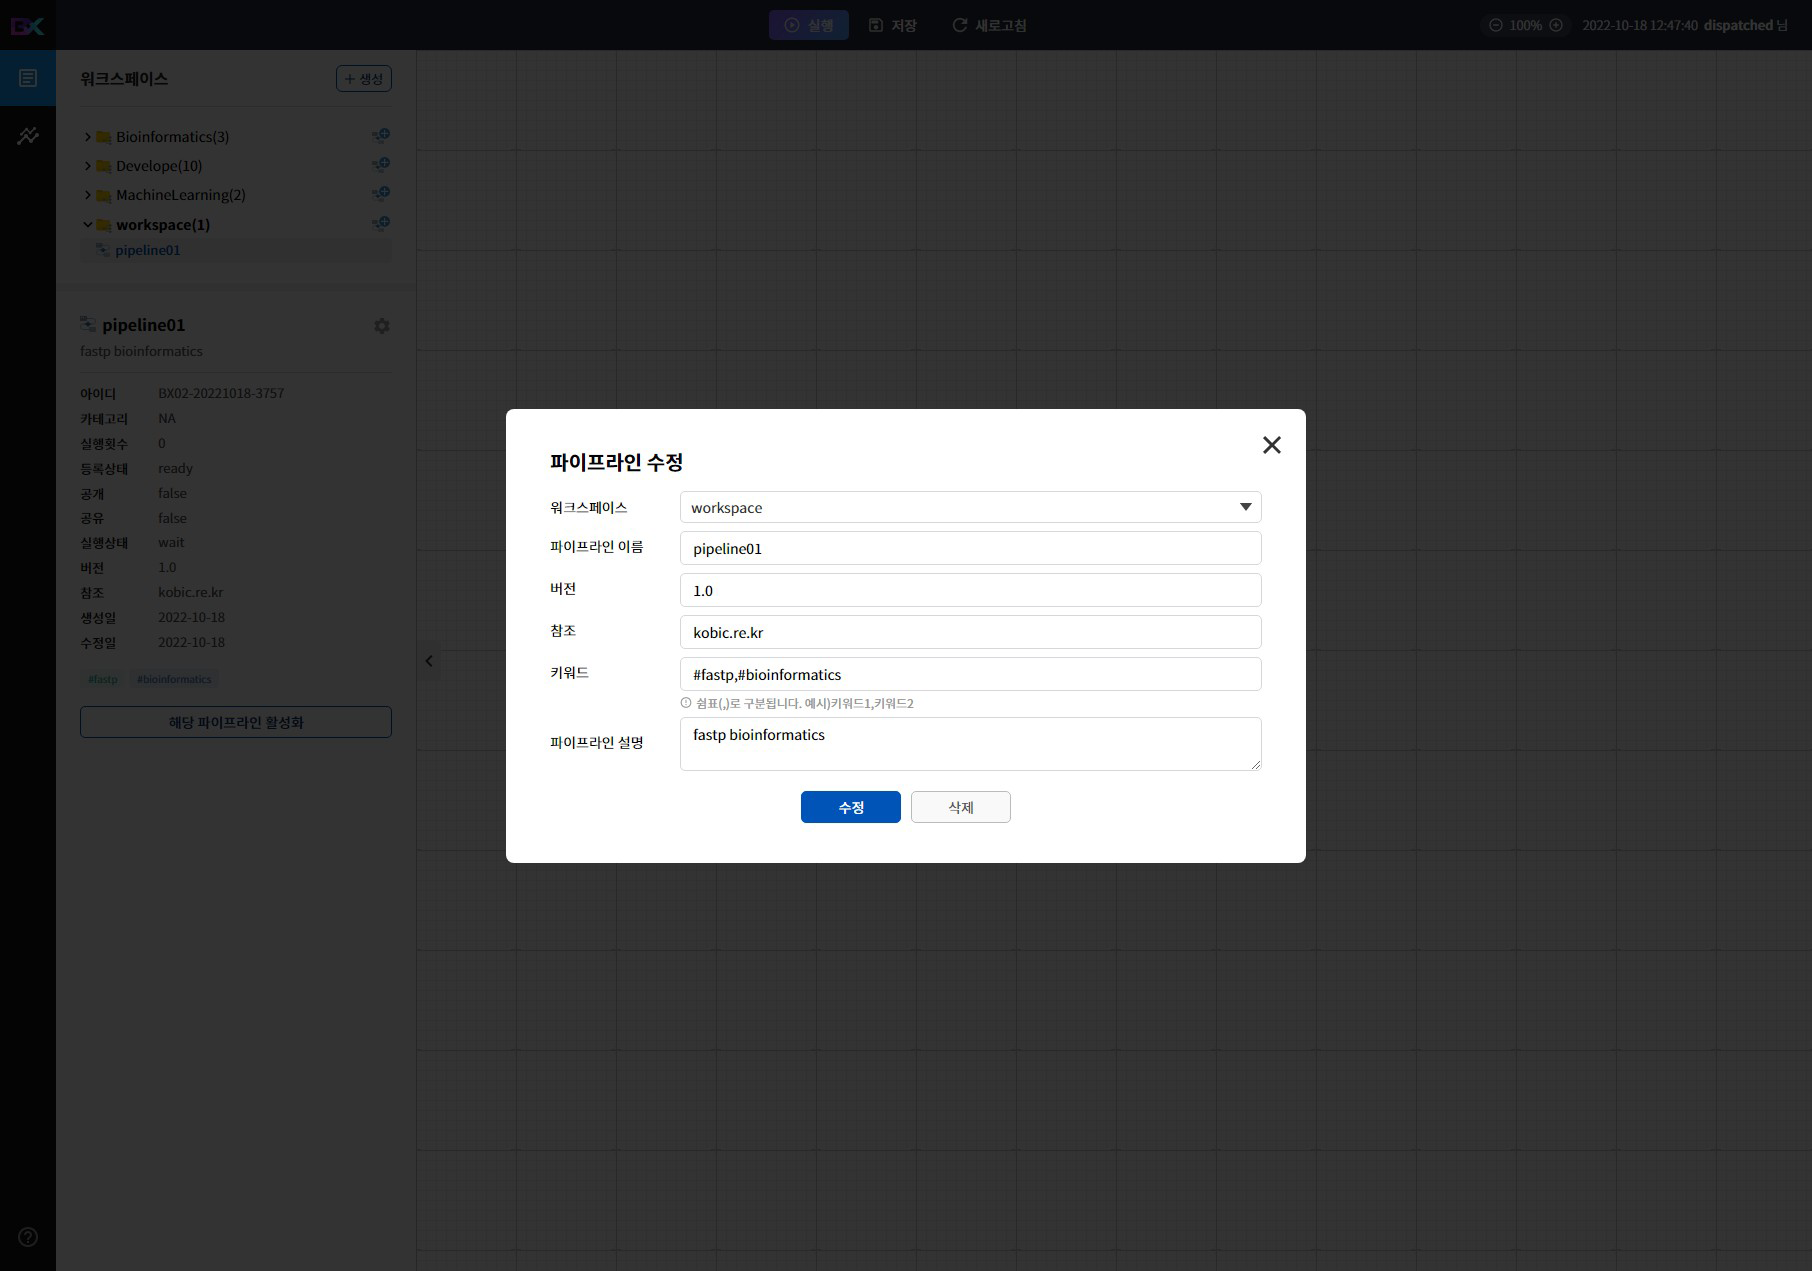 BX
실행
저장
새로고침
100%
2022-10-18 12:47:40 dispatched 님
워크스페이스
+ 생성
Bioinformatics(3)
Develope(10)
MachineLearning(2)
workspace(1)
pipeline01
pipeline01
fastp bioinformatics
아이디 BX02-20221018-3757
카테고리 NA
실행횟수 0
등록상태 ready
공개 false
공유 false
실행상태 wait
버전 1.0
참조 kobic.re.kr
생성일 2022-10-18
수정일 2022-10-18
#fastp #bioinformatics
해당 파이프라인 활성화
파이프라인 수정
워크스페이스 workspace
파이프라인 이름 pipeline01
버전 1.0
참조 kobic.re.kr
키워드 #fastp,#bioinformatics
쉼표(,)로 구분됩니다. 예시)키워드1,키워드2
파이프라인 설명 fastp bioinformatics
수정
삭제